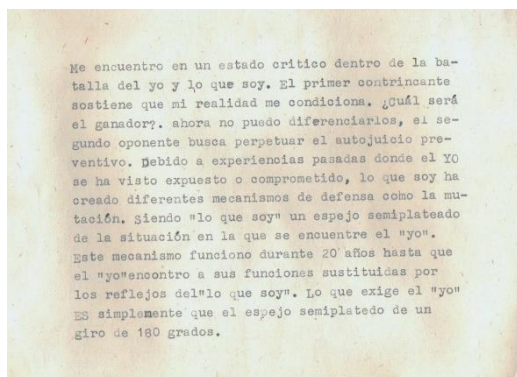 Me encuentro en un estado critico dentro de la ba-
talla del yo y lo que soy. El primer contrincante
sostiene que mi realidad me condiciona. ¿Cuál será
el ganador?. ahora no puedo diferenciarlos, el se-
gundo oponente busca perpetuar el autojuicio pre-
ventivo. Debido a experiencias pasadas donde el YO
se ha visto expuesto o comprometido, lo que soy ha
creado diferentes mecanismos de defensa como la mu-
tación. Siendo "lo que soy" un espejo semiplateado
de la situación en la que se encuentre el "yo".
Este mecanismo funciono durante 20 años hasta que
el "yo"encontro a sus funciones sustituidas por
los reflejos del"lo que soy". Lo que exige el "yo"
ES simplemente que el espejo semiplatedo de un
giro de 180 grados.